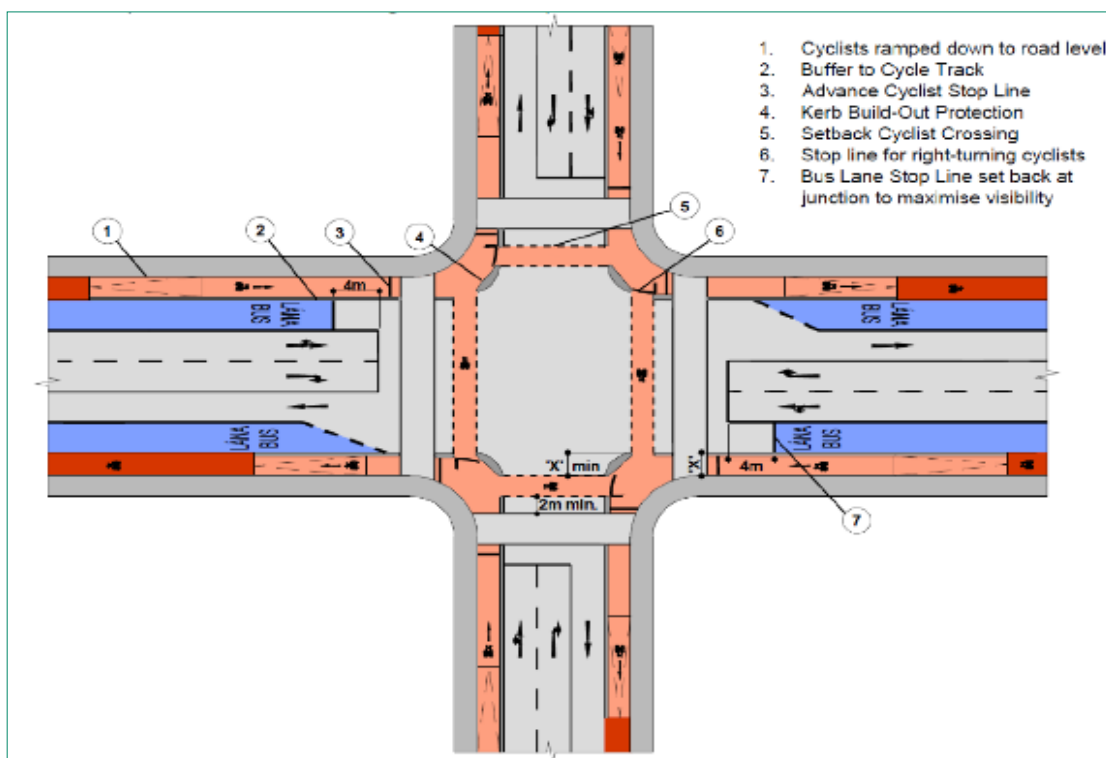 1. Cyclists ramped down to road level
2. Buffer to Cycle Track
3. Advance Cyclist Stop Line
4. Kerb Build-Out Protection
5. Setback Cyclist Crossing
6. Stop line for right-turning cyclists
7. Bus Lane Stop Line set back at
junction to maximise visibility
5
1
2
3
4
6
4m
LÁNA
BUS
LÁNA
BUS
LÁNA
BUS
LÁNA
BUS
'X' min
'X'
4m
2m min.
7